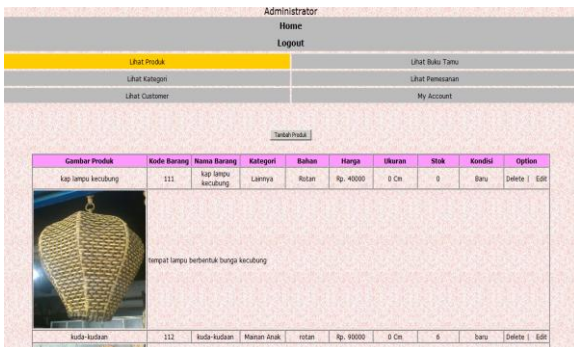 Administrator
Home
Logout
Lihat Produk Lihat Buku Tamu
Lihat Kategori Lihat Pemesanan
Lihat Customer My Account
Tambah Produk
Gambar Produk Kode Barang Nama Barang Kategori Bahan Harga Ukuran Stok Kondisi Option
kap lampu kecubung 111 kap lampu kecubung Lainnya Rotan Rp. 40000 0 Cm 0 Baru Delete | Edit
tempat lampu berbentuk bunga kecubung
kuda-kudaan 112 kuda-kudaan Mainan Anak rotan Rp. 90000 0 Cm 6 baru Delete | Edit